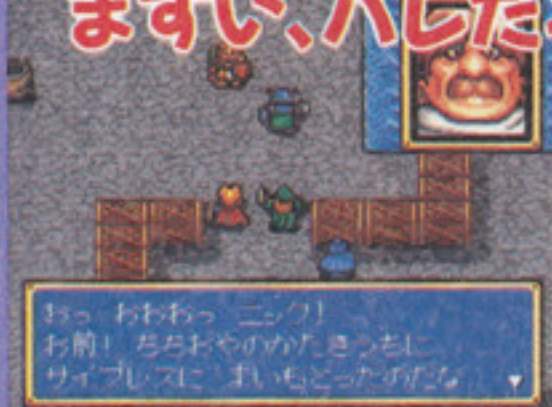 まずい、バレた
おっ おおおっ ニック!
お前! ちちおやのかたきうちに
サイプレスに まいもどったのだな